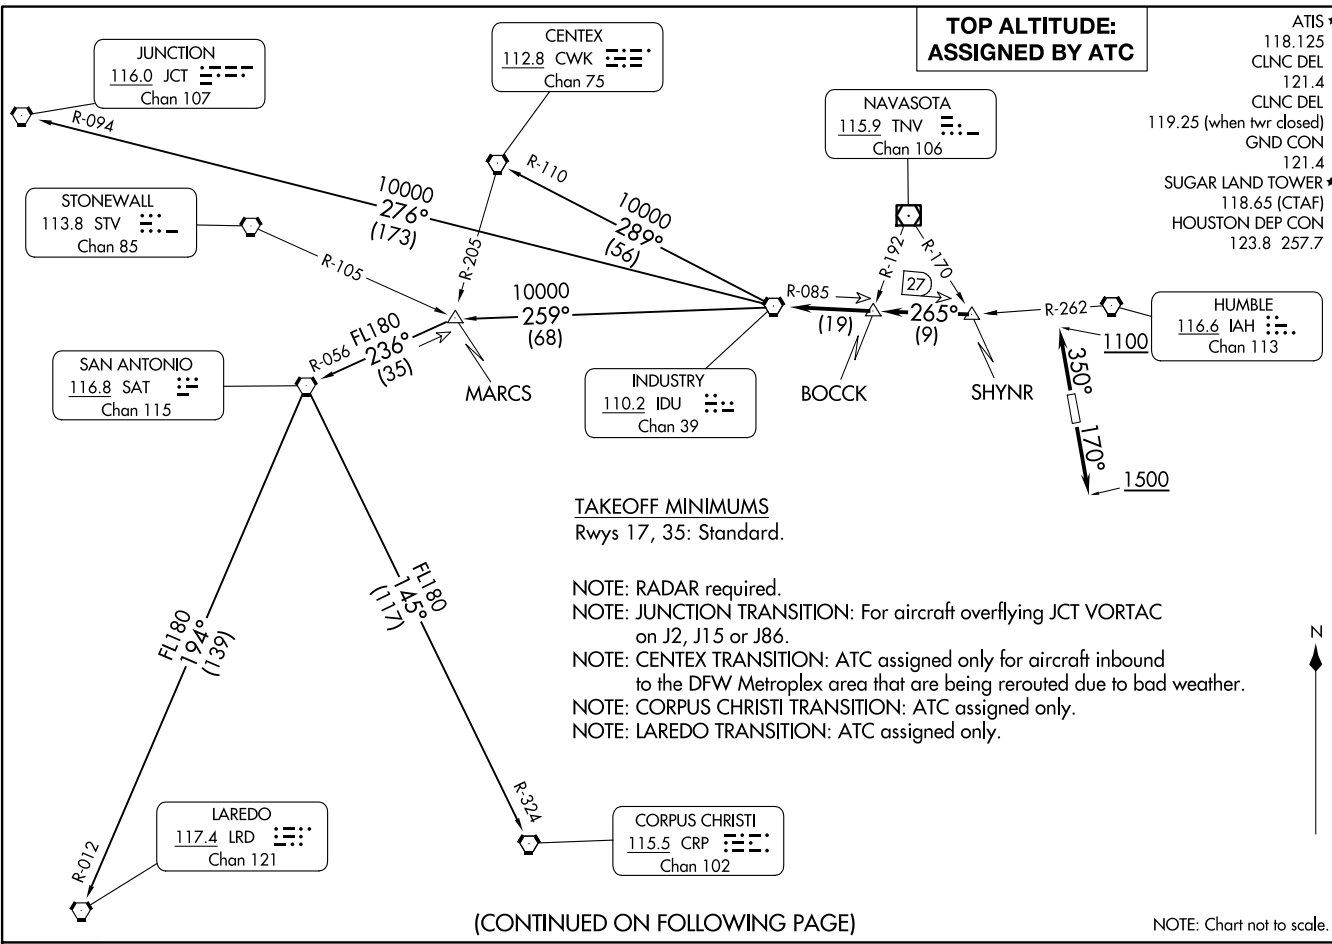 TOP ALTITUDE:
ASSIGNED BY ATC
ATIS
118.125
CLNC DEL
121.4
CLNC DEL
119.25 (when twr closed)
GND CON
121.4
SUGAR LAND TOWER
118.65 (CTAF)
HOUSTON DEP CON
123.8 257.7
JUNCTION
116.0 JCT
Chan 107
CENTEX
112.8 CWK
Chan 75
NAVASOTA
115.9 TNV
Chan 106
R-094
R-110
10000
276°
(173)
10000
289°
(56)
STONEWALL
113.8 STV
Chan 85
R-105
R-205
R-192
R-170
27
10000
259°
(68)
R-085
(19)
265°
(9)
R-262
HUMBLE
116.6 IAH
Chan 113
1100
350°
170°
1500
SAN ANTONIO
116.8 SAT
Chan 115
R-056
FL180
236°
(35)
MARCS
INDUSTRY
110.2 IDU
Chan 39
BOCCK
SHYNR
TAKEOFF MINIMUMS
Rwys 17, 35: Standard.
NOTE: RADAR required.
NOTE: JUNCTION TRANSITION: For aircraft overflying JCT VORTAC
on J2, J15 or J86.
NOTE: CENTEX TRANSITION: ATC assigned only for aircraft inbound
to the DFW Metroplex area that are being rerouted due to bad weather.
NOTE: CORPUS CHRISTI TRANSITION: ATC assigned only.
NOTE: LAREDO TRANSITION: ATC assigned only.
FL180
194°
(139)
FL180
145°
(117)
N
R-012
R-324
LAREDO
117.4 LRD
Chan 121
CORPUS CHRISTI
115.5 CRP
Chan 102
(CONTINUED ON FOLLOWING PAGE)
NOTE: Chart not to scale.